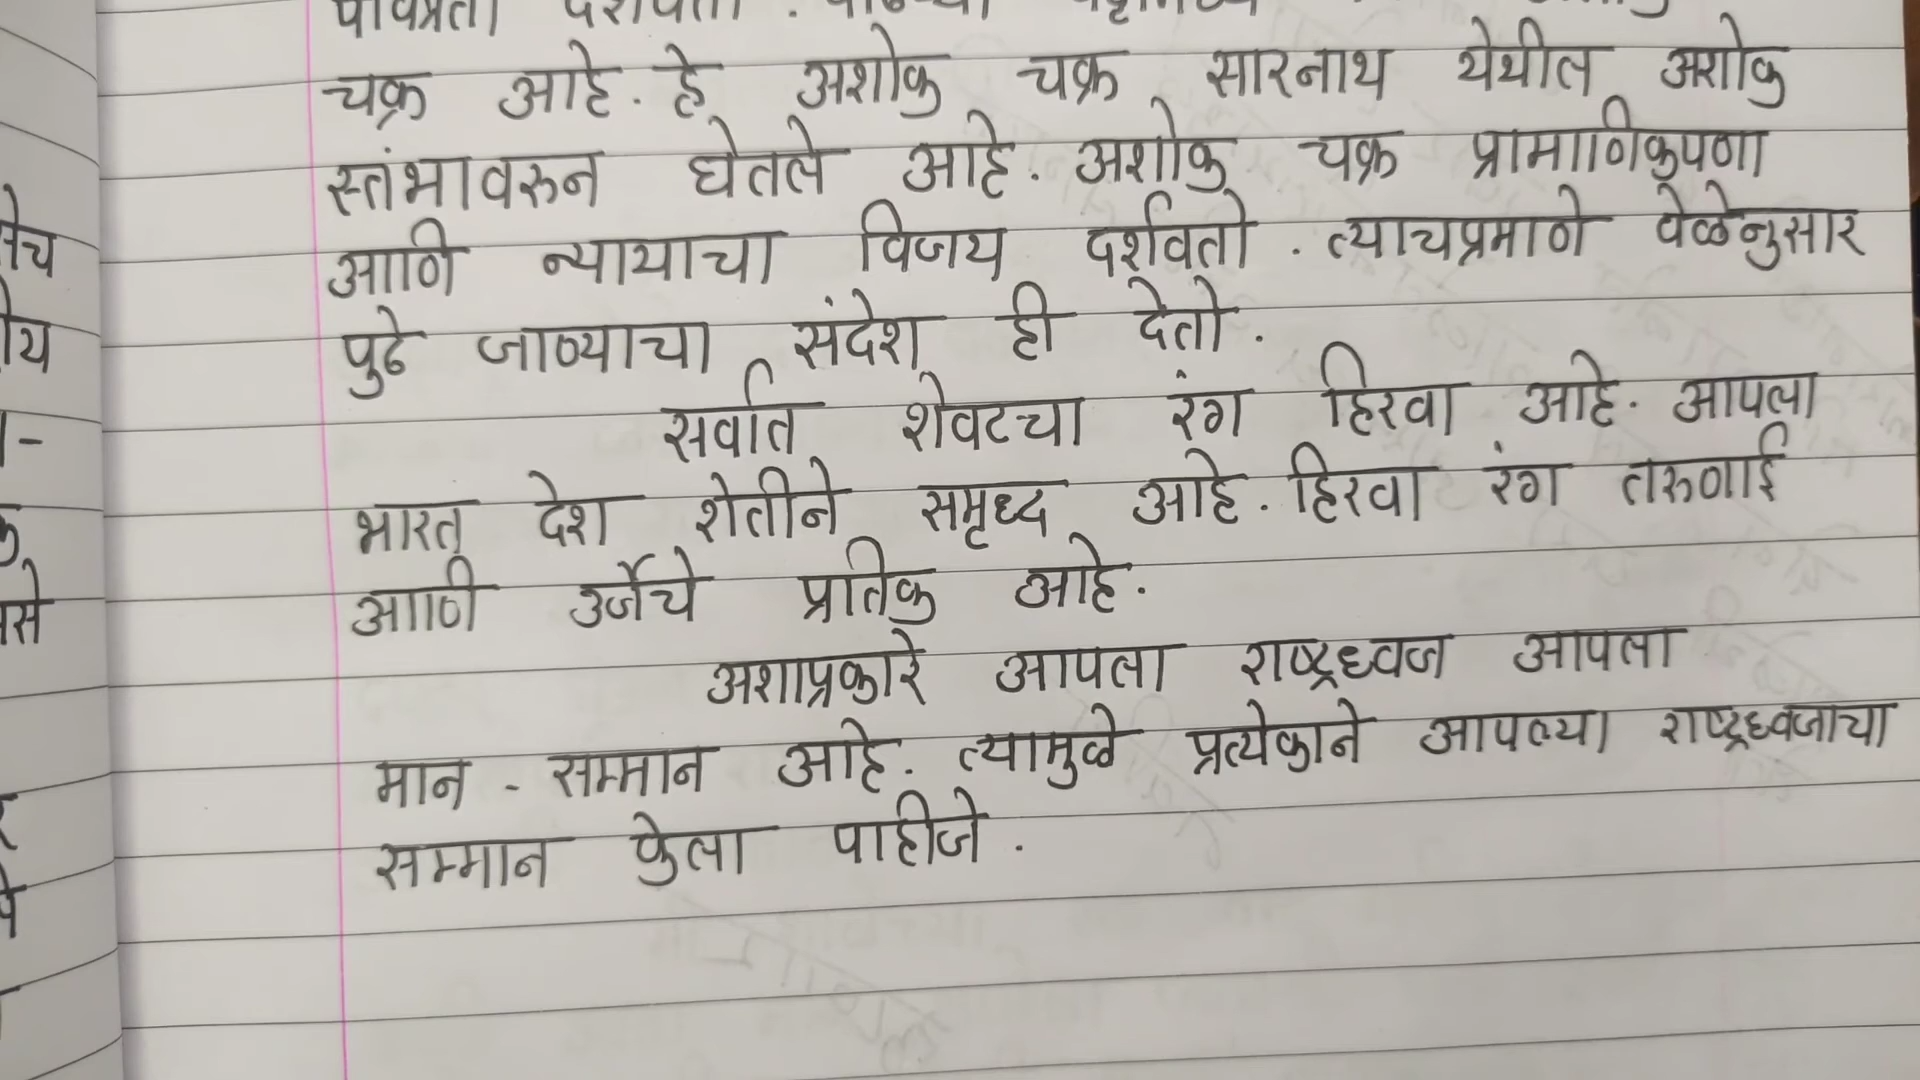 चक्र आहे. हे अशोक चक्र सारनाथ येथील अशोक
स्तंभावरुन घेतले आहे. अशोक चक्र प्रामाणिकपणा
आणि न्यायाचा विजय दर्शवितो. त्याचप्रमाणे वेळेनुसार
पुढे जाण्याचा संदेश ही देतो.
सर्वात शेवटचा रंग हिरवा आहे. आपला
भारत देश शेतीने समृध्द आहे. हिरवा रंग तरुणाई
आणि उर्जेचे प्रतिक आहे.
अशाप्रकारे आपला राष्ट्रध्वज आपला
मान - सम्मान आहे. त्यामुळे प्रत्येकाने आपल्या राष्ट्रध्वजाचा
सम्मान केला पाहीजे.